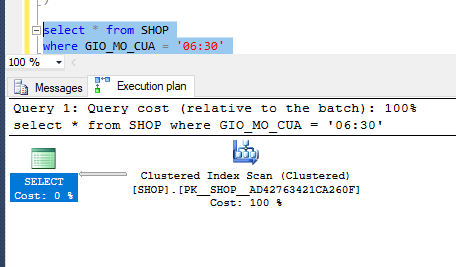 )
select * from SHOP
where GIO_MO_CUA = '06:30'
100 %
Messages
Execution plan
Query 1: Query cost (relative to the batch): 100%
select * from SHOP where GIO_MO_CUA = '06:30'
SELECT
Cost: 0 %
Clustered Index Scan (Clustered)
[SHOP].[PK__SHOP__AD42763421CA260F]
Cost: 100 %